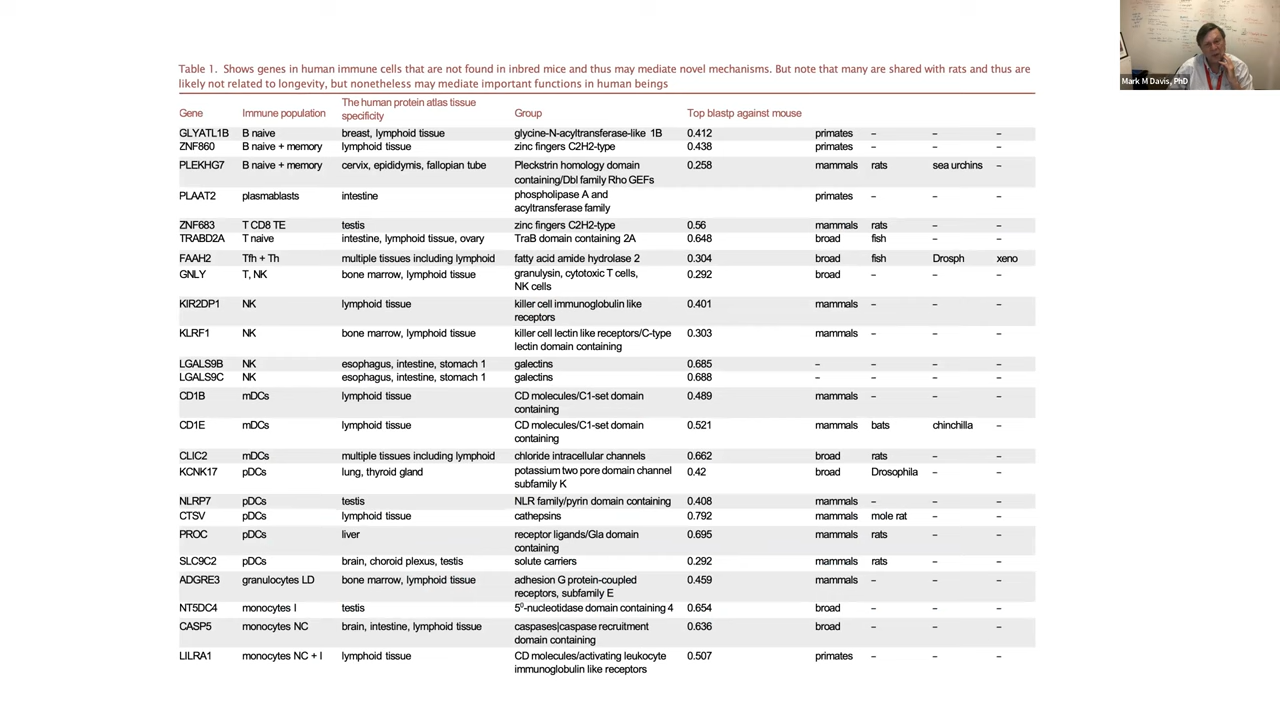 Mark M Davis, PhD
Table 1. Shows genes in human immune cells that are not found in inbred mice and thus may mediate novel mechanisms. But note that many are shared with rats and thus are
likely not related to longevity, but nonetheless may mediate important functions in human beings
Gene Immune population The human protein atlas tissue specificity Group Top blastp against mouse
GLYATL1B B naive breast, lymphoid tissue glycine-N-acyltransferase-like 1B 0.412 primates – – –
ZNF860 B naive + memory lymphoid tissue zinc fingers C2H2-type 0.438 primates – – –
PLEKHG7 B naive + memory cervix, epididymis, fallopian tube Pleckstrin homology domain 0.258 mammals rats sea urchins –
containing/Dbl family Rho GEFs
PLAAT2 plasmablasts intestine phospholipase A and primates – – –
acyltransferase family
ZNF683 T CD8 TE testis zinc fingers C2H2-type 0.56 mammals rats – –
TRABD2A T naive intestine, lymphoid tissue, ovary TraB domain containing 2A 0.648 broad fish – –
FAAH2 Tfh + Th multiple tissues including lymphoid fatty acid amide hydrolase 2 0.304 broad fish Drosph xeno
GNLY T, NK bone marrow, lymphoid tissue granulysin, cytotoxic T cells, 0.292 broad – – –
NK cells
KIR2DP1 NK lymphoid tissue killer cell immunoglobulin like 0.401 mammals – – –
receptors
KLRF1 NK bone marrow, lymphoid tissue killer cell lectin like receptors/C-type 0.303 mammals – – –
lectin domain containing
LGALS9B NK esophagus, intestine, stomach 1 galectins 0.685 – – – –
LGALS9C NK esophagus, intestine, stomach 1 galectins 0.688 – – – –
CD1B mDCs lymphoid tissue CD molecules/C1-set domain 0.489 mammals – – –
containing
CD1E mDCs lymphoid tissue CD molecules/C1-set domain 0.521 mammals bats chinchilla –
containing
CLIC2 mDCs multiple tissues including lymphoid chloride intracellular channels 0.662 broad rats – –
KCNK17 pDCs lung, thyroid gland potassium two pore domain channel 0.42 broad Drosophila – –
subfamily K
NLRP7 pDCs testis NLR family/pyrin domain containing 0.408 mammals – – –
CTSV pDCs lymphoid tissue cathepsins 0.792 mammals mole rat – –
PROC pDCs liver receptor ligands/Gla domain 0.695 mammals rats – –
containing
SLC9C2 pDCs brain, choroid plexus, testis solute carriers 0.292 mammals rats – –
ADGRE3 granulocytes LD bone marrow, lymphoid tissue adhesion G protein-coupled 0.459 mammals – – –
receptors, subfamily E
NT5DC4 monocytes I testis 5⁰-nucleotidase domain containing 4 0.654 broad – – –
CASP5 monocytes NC brain, intestine, lymphoid tissue caspases|caspase recruitment 0.636 broad – – –
domain containing
LILRA1 monocytes NC + I lymphoid tissue CD molecules/activating leukocyte 0.507 primates – – –
immunoglobulin like receptors